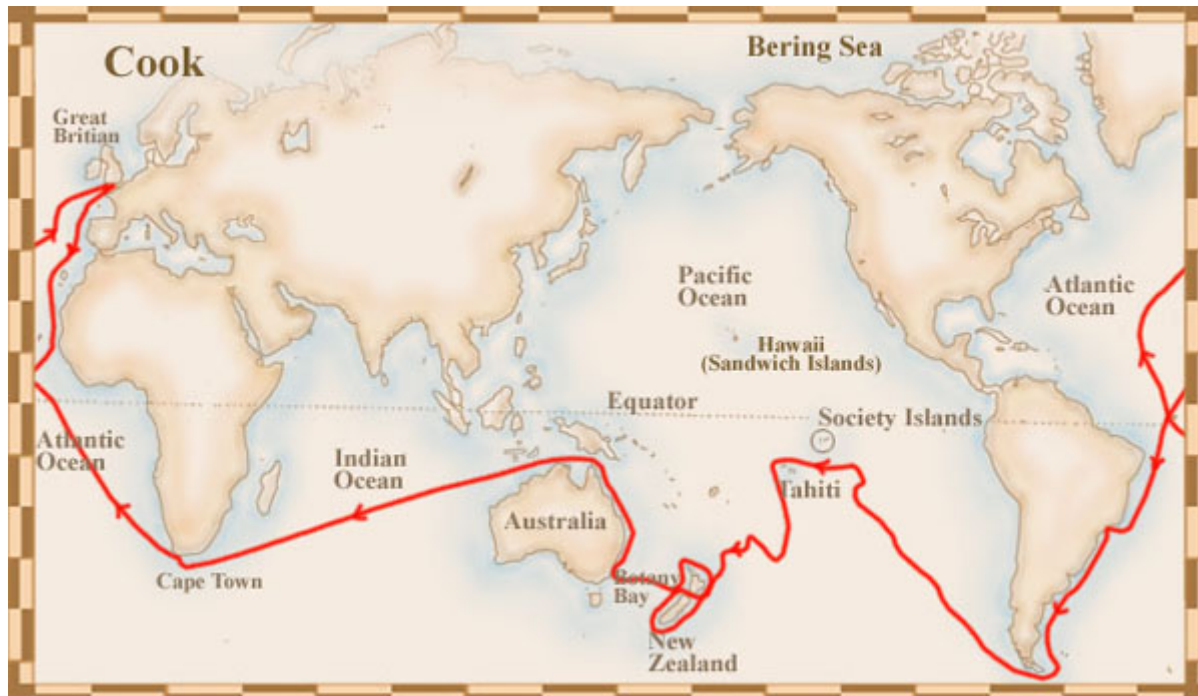 Cook
Bering Sea
Great
Britian
Pacific
Ocean
Atlantic
Ocean
Hawaii
(Sandwich Islands)
Equator
Society Islands
Atlantic
Ocean
Indian
Ocean
Tahiti
Australia
Cape Town
Botany
Bay
New
Zealand